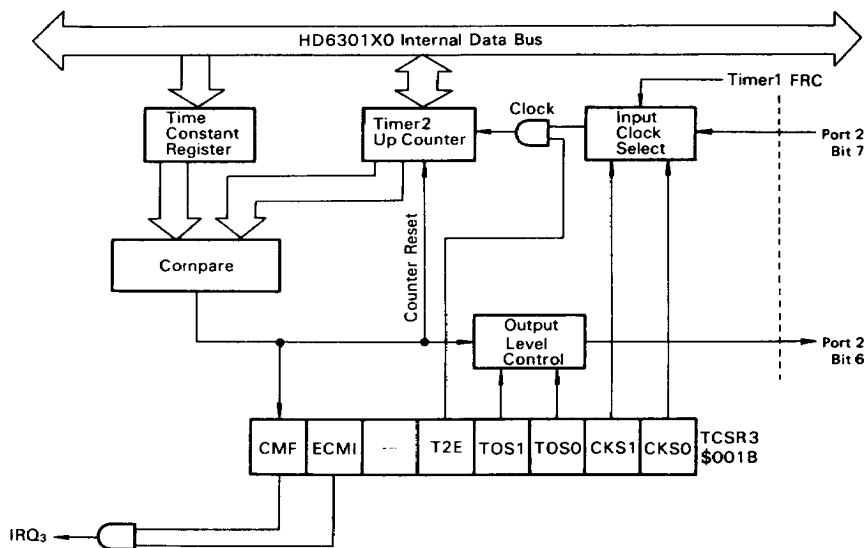 HD6301X0 Internal Data Bus
Timer1 FRC
Time
Constant
Register
Timer2
Up Counter
Clock
Input
Clock
Select
Port 2
Bit 7
Compare
Counter Reset
Output
Level
Control
Port 2
Bit 6
CMF
ECMI
---
T2E
TOS1
TOS0
CKS1
CKS0
TCSR3
$001B
IRQ₃